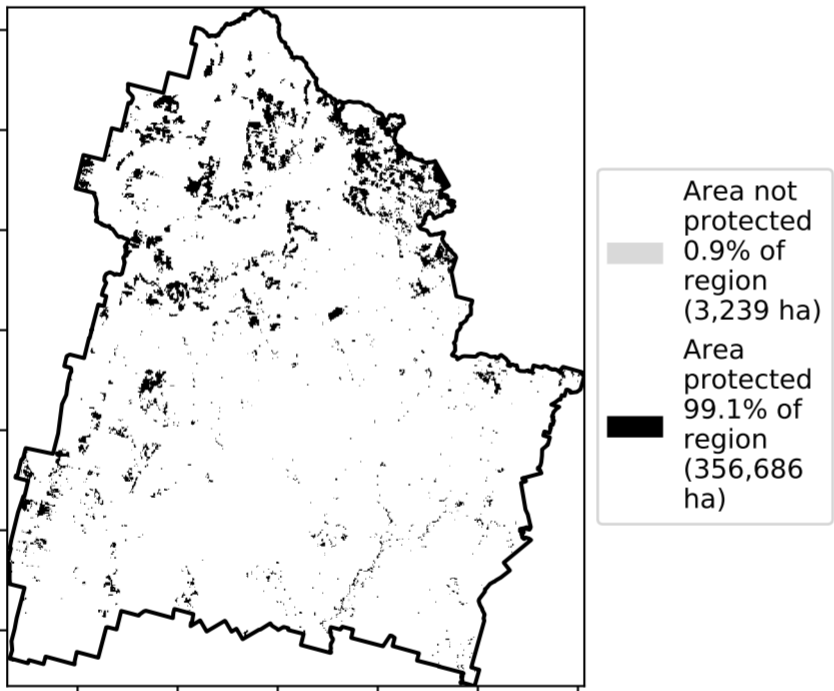 Area not
protected
0.9% of
region
(3,239 ha)
Area
protected
99.1% of
region
(356,686
ha)